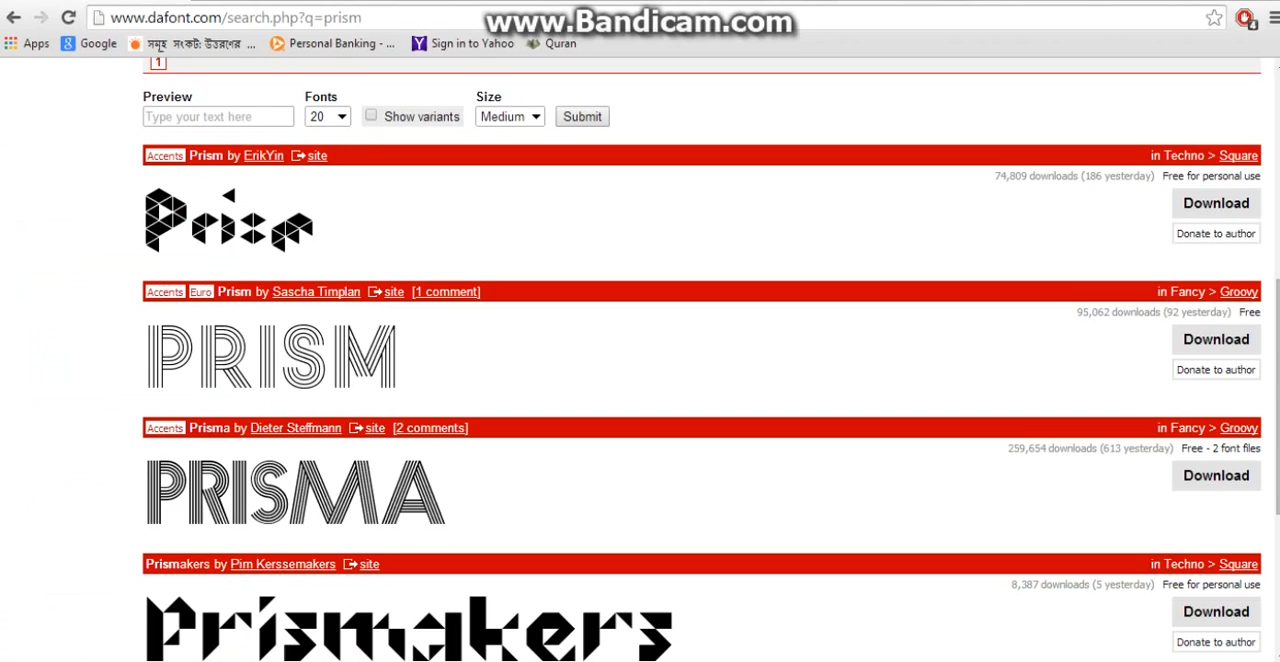 www.dafont.com/search.php?q=prism
www.Bandicam.com
4
Apps Google সমূহ সংকট: উত্তরণের ... Personal Banking - ... Sign in to Yahoo Quran
1
Preview Fonts Size
Type your text here 20 Show variants Medium Submit
Accents Prism by ErikYin site in Techno > Square
74,809 downloads (186 yesterday) Free for personal use
Prism
Download
Donate to author
Accents Euro Prism by Sascha Timplan site [1 comment] in Fancy > Groovy
95,062 downloads (92 yesterday) Free
PRISM
Download
Donate to author
Accents Prisma by Dieter Steffmann site [2 comments] in Fancy > Groovy
259,654 downloads (613 yesterday) Free - 2 font files
PRISMA
Download
Prismakers by Pim Kerssemakers site in Techno > Square
8,387 downloads (5 yesterday) Free for personal use
Prismakers
Download
Donate to author